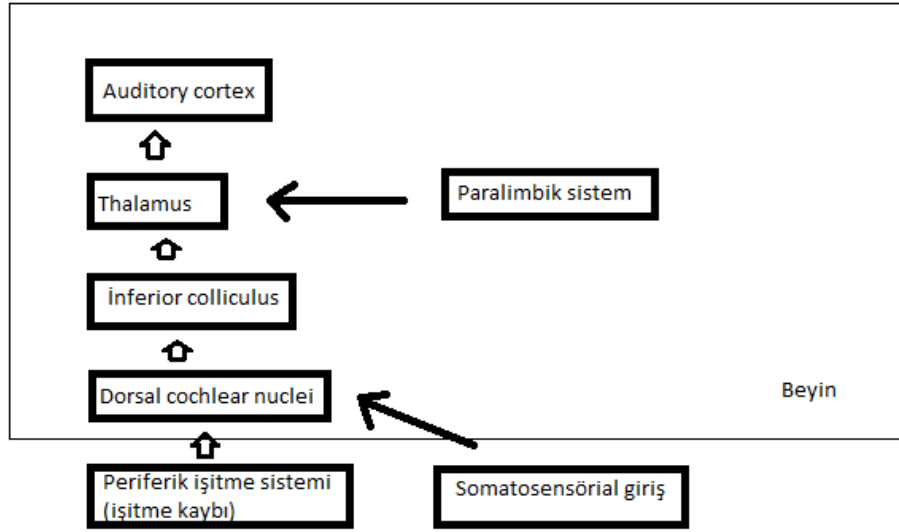 Auditory cortex
Thalamus
Paralimbik sistem
İnferior colliculus
Dorsal cochlear nuclei
Beyin
Periferik işitme sistemi
(işitme kaybı)
Somatosensörial giriş